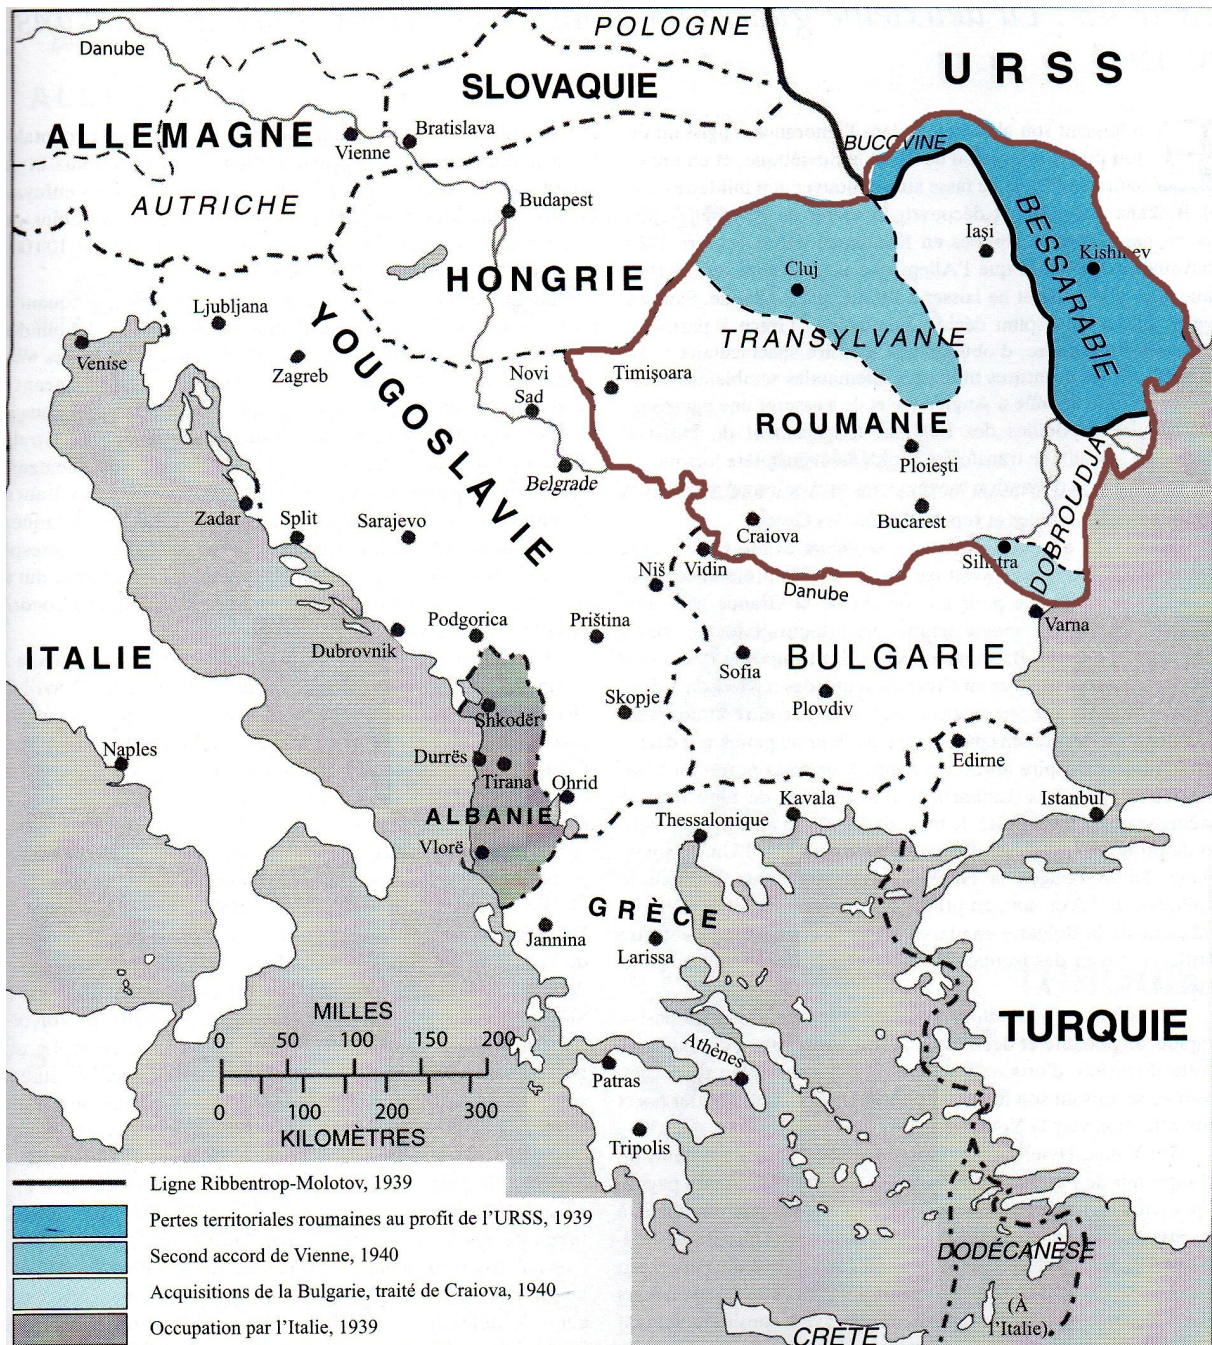 POLOGNE
URSS
Danube
SLOVAQUIE
ALLEMAGNE
Vienne
Bratislava
BUCOVINE
AUTRICHE
Budapest
Iași
BESSARABIE
HONGRIE
Cluj
Ljubljana
YOUGOSLAVIE
TRANSYLVANIE
Venise
Zagreb
Novi
Sad
Timișoara
ROUMANIE
Ploiești
DOBROUDJA
Belgrade
Zadar
Split
Sarajevo
Craiova
Bucarest
Niš
Vidin
Danube
Podgorica
Priština
Varna
ITALIE
Dubrovnik
Sofia
BULGARIE
Skopje
Plovdiv
Shkodër
Naples
Durrës
Tirana
Ohrid
Edirne
ALBANIE
Kavala
Istanbul
Thessalonique
Vlorë
GRÈCE
Jannina
Larissa
MILLES
0 50 100 150 200
TURQUIE
Athènes
Patras
0 100 200 300
KILOMÈTRES
Tripolis
Ligne Ribbentrop-Molotov, 1939
Pertes territoriales roumaines au profit de l'URSS, 1939
DODÉCANÈSE
Second accord de Vienne, 1940
Acquisitions de la Bulgarie, traité de Craiova, 1940
(À
l'Italie)
Occupation par l'Italie, 1939
CRÈTE